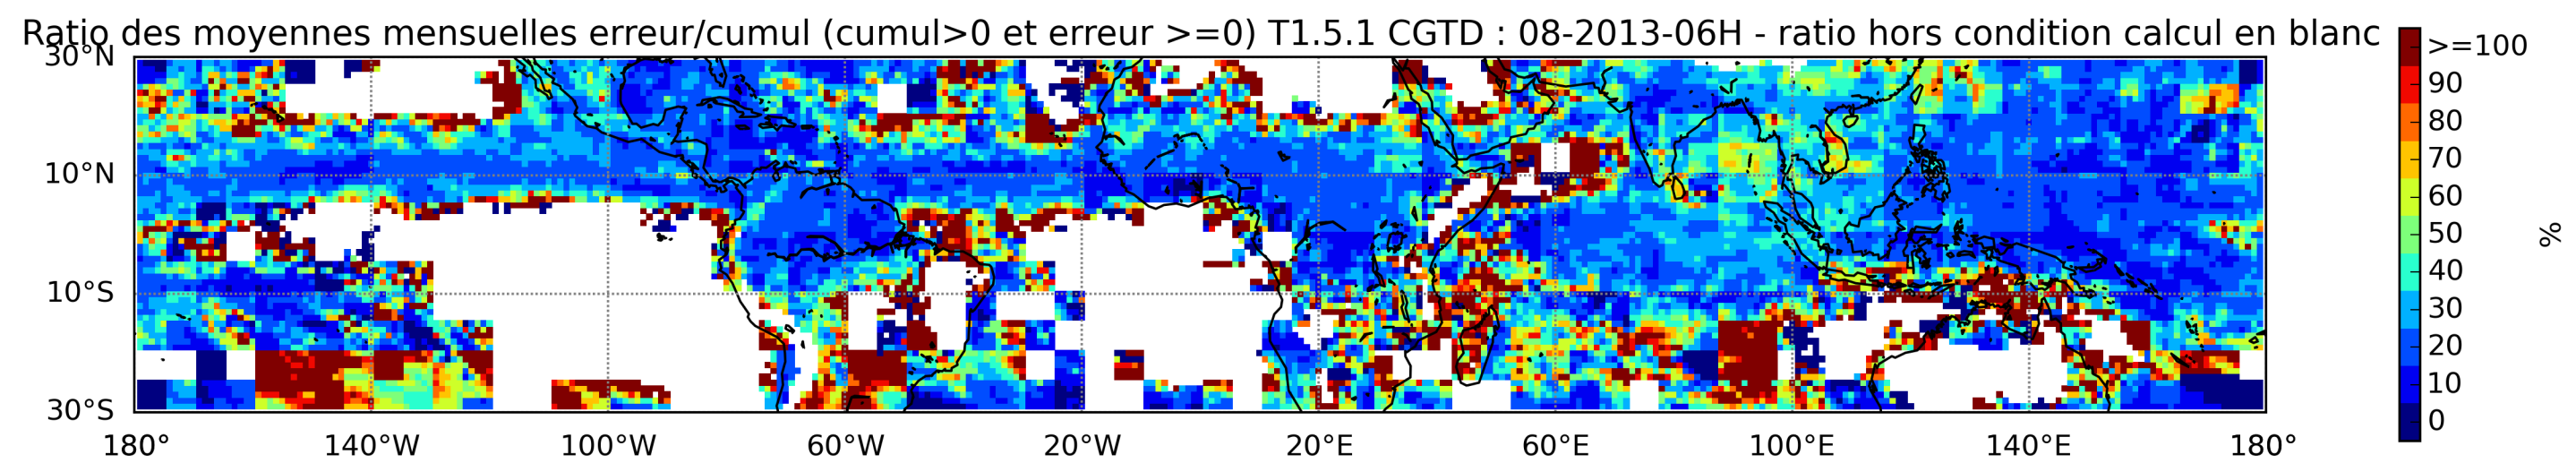 Ratio des moyennes mensuelles erreur/cumul (cumul>0 et erreur >=0) T1.5.1 CGTD : 08-2013-06H - ratio hors condition calcul en blanc
30°N
10°N
10°S
30°S
180° 140°W 100°W 60°W 20°W 20°E 60°E 100°E 140°E 180°
>=100
90
80
70
60
50
40
30
20
10
0
%